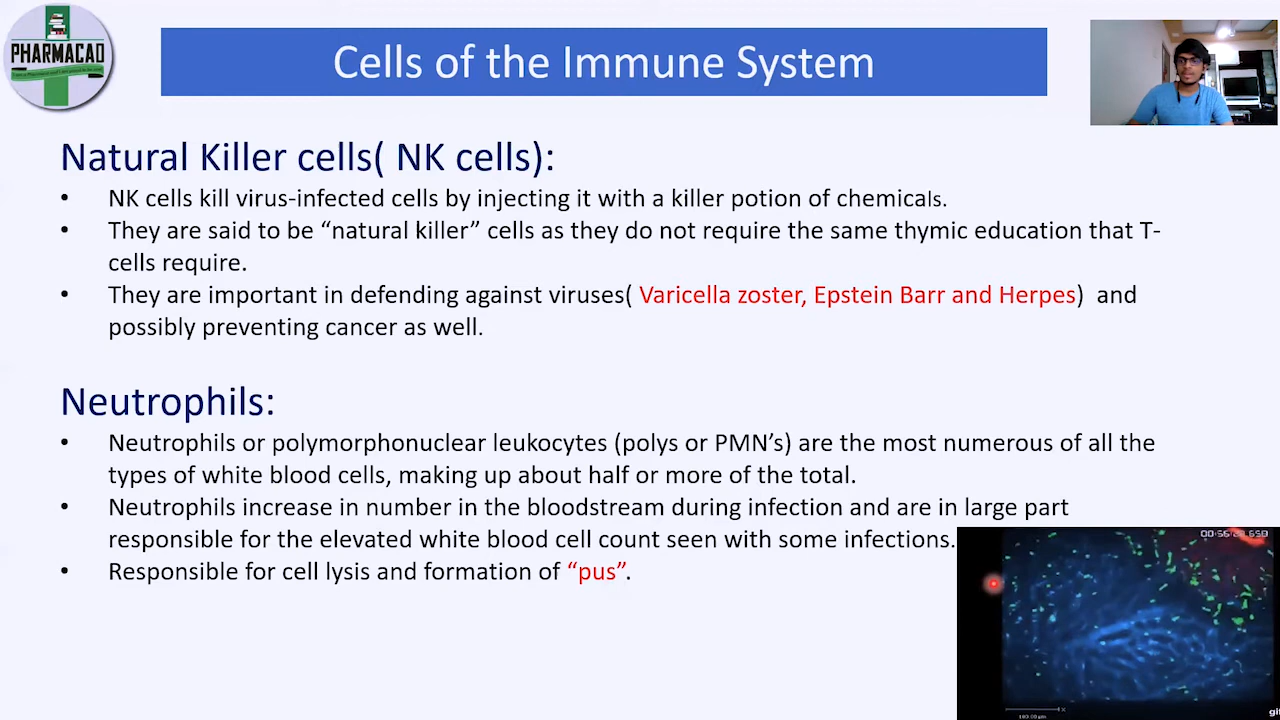 PHARMACAD
Cells of the Immune System
Natural Killer cells( NK cells):
• NK cells kill virus-infected cells by injecting it with a killer potion of chemicals.
• They are said to be “natural killer” cells as they do not require the same thymic education that T-
cells require.
• They are important in defending against viruses( Varicella zoster, Epstein Barr and Herpes) and
possibly preventing cancer as well.
Neutrophils:
• Neutrophils or polymorphonuclear leukocytes (polys or PMN’s) are the most numerous of all the
types of white blood cells, making up about half or more of the total.
• Neutrophils increase in number in the bloodstream during infection and are in large part
responsible for the elevated white blood cell count seen with some infections.
• Responsible for cell lysis and formation of “pus”.